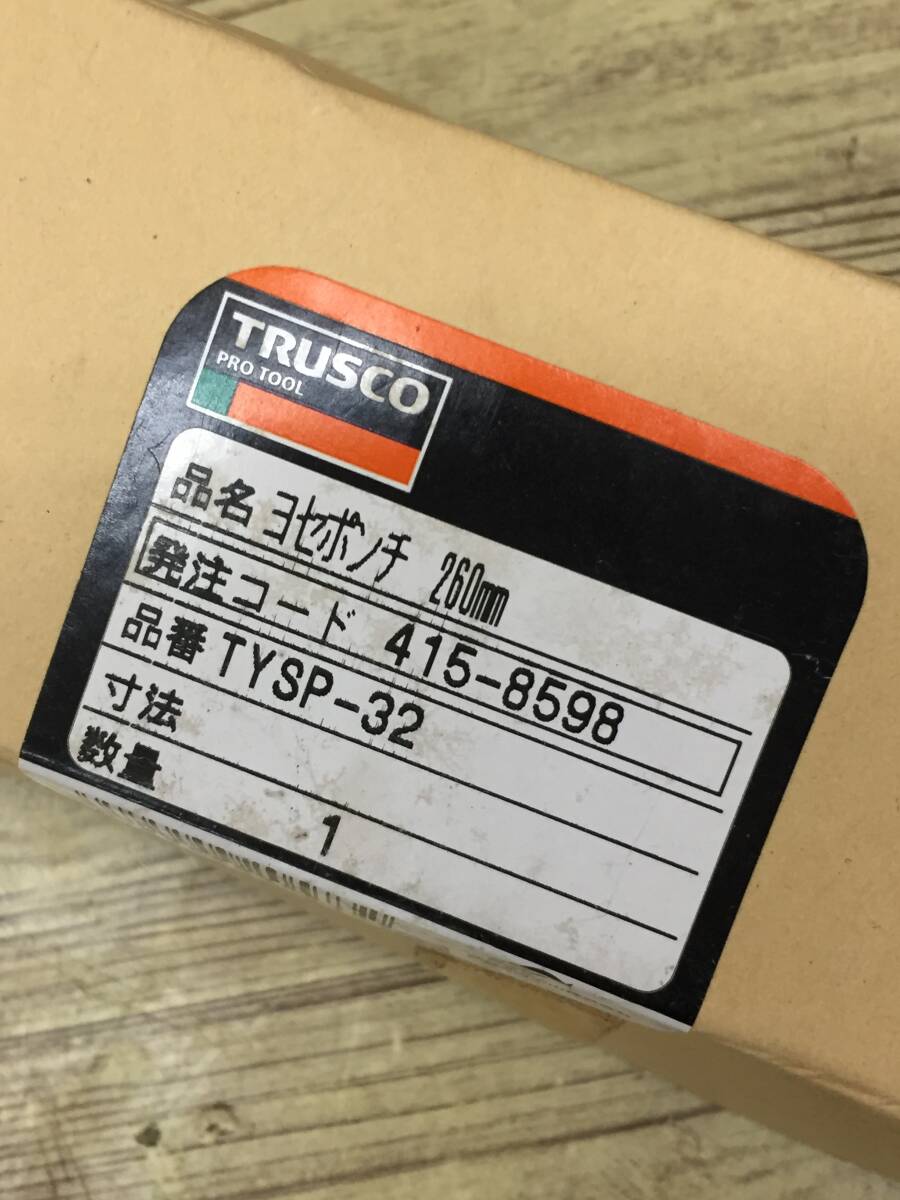 TRUSCO
PRO TOOL
品名 ヨセポンチ 260mm
発注コード 415-8598
品番 TYSP-32
寸法
数量 1